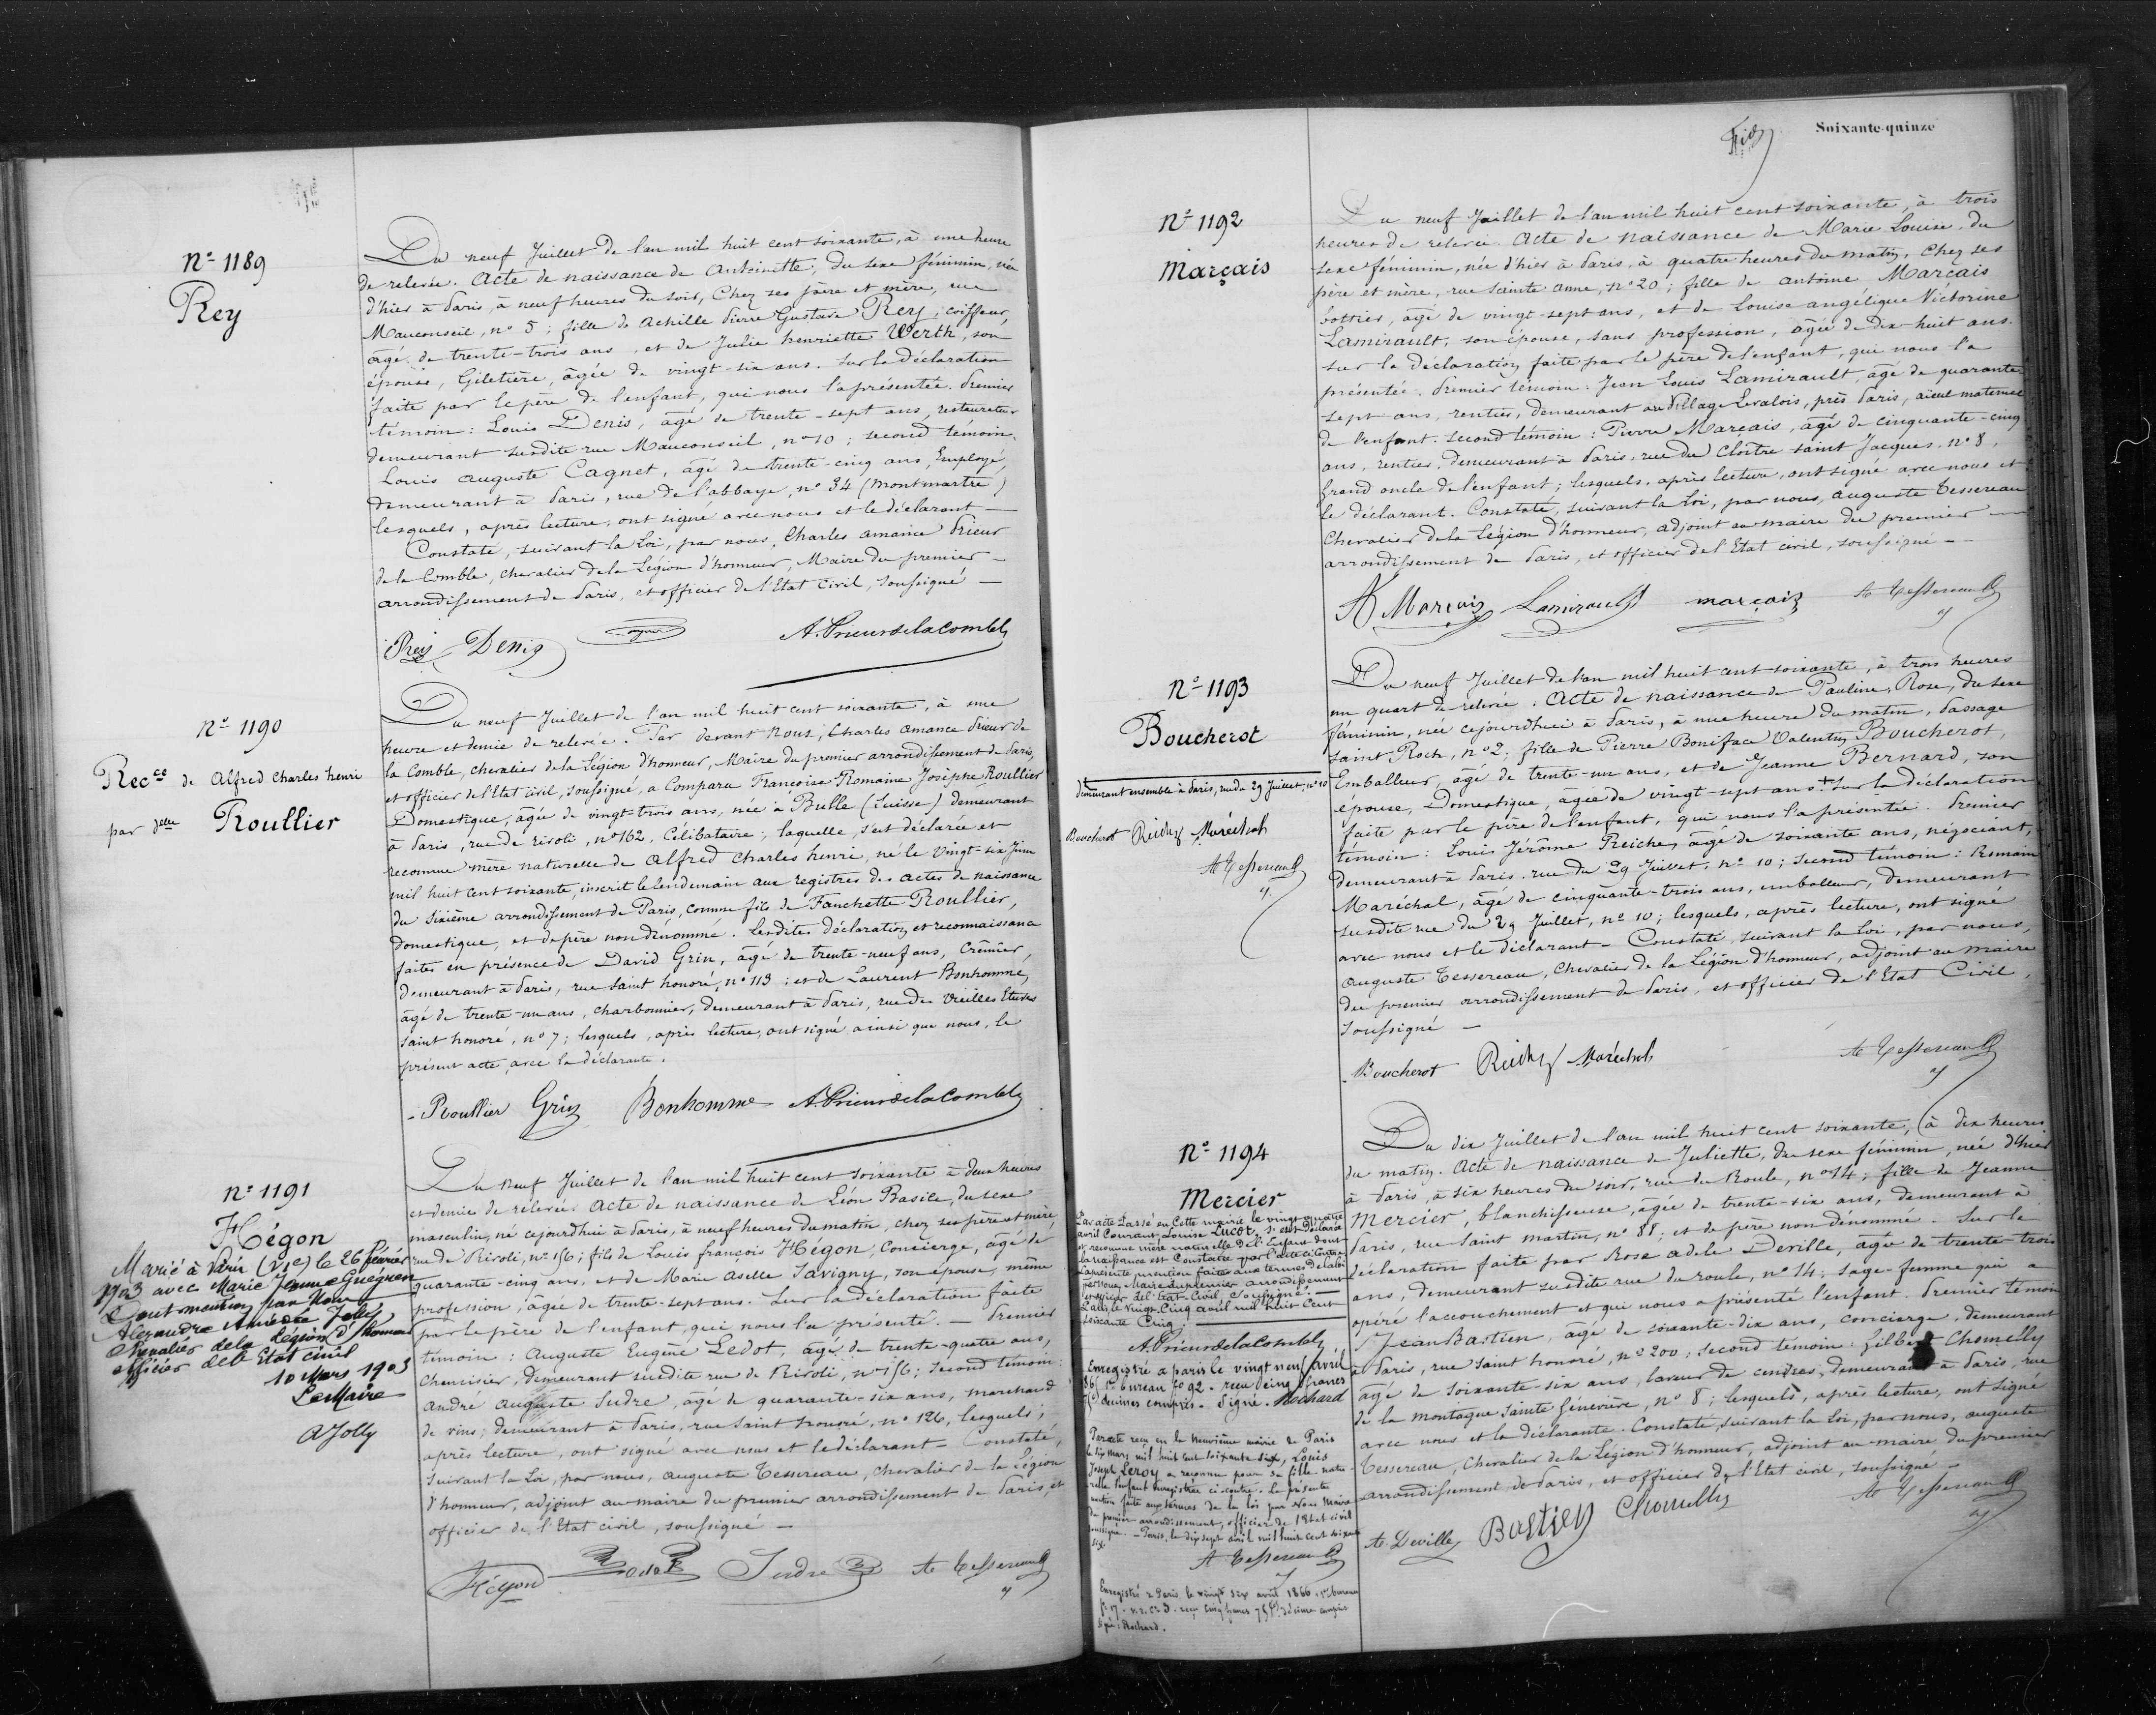 N° 1189
Rey
Du neuf Juillet de l'an mil huit cent soixante, à une heure
de relevée. Acte de naissance de Antoinette, du sexe féminin, née
d'hier à Paris, à neuf heures du soir, Chez ses père et mère, rue
Mauconseil, n° 5; fille de Achille Pierre Gustave Rey, coiffeur,
âgé de trente-trois ans, et de Julie henriette Werth, son
épouse, Giletière, âgée de vingt-six ans. Sur la déclaration
faite par le père de l'enfant, qui nous l'a présentée. Premier
témoin: Louis Denis, âgé de trente-sept ans, restaurateur
demeurant susdite rue Mauconseil, n° 10; second témoin.
Louis auguste Cagnet, âgé de trente-cinq ans, Employé,
demeurant à Paris, rue de l'abbaye, n° 34 (Montmartre)
lesquels, après lecture, ont signé avec nous et le déclarant —
Constaté, suivant la Loi, par nous, Charles amance Prieur
de la Comble, chevalier de la Légion d'honneur, Maire du premier —
arrondissement de Paris, et officier de l'Etat Civil, soussigné —
Rey Denis Cagnet A. Prieur de la Comble
N° 1190
Rec.ce de Alfred Charles henri
par delle Roullier
Du neuf Juillet de l'an mil huit cent soixante, à une
heure et demie de relevée. Par devant Nous, Charles amance Prieur de
la Comble, chevalier de la Légion d'honneur, Maire du premier arrondissement de Paris,
et officier de l'Etat civil, soussigné, a Comparu Françoise Romaine Josèphe Roullier
Domestique, âgée de vingt-trois ans, née à Bulle (Suisse) demeurant
à Paris, rue de rivoli, n° 162, Célibataire; laquelle s'est déclarée et
reconnue mère naturelle de Alfred Charles henri, né le Vingt-six Juin
mil huit cent soixante, inscrit le lendemain aux registres des actes de naissance
du Sixième arrondissement de Paris, comme fils de Fanchette Roullier,
domestique, et de père non dénommé. Lesdites déclaration et reconnaissance
faites en présence de David Grin, âgé de trente-neuf ans, Crêmier,
demeurant à Paris, rue Saint honoré, n° 113; et de Laurent Bonhomme,
âgé de trente-un ans, charbonnier, demeurant à Paris, rue des Vieilles Etuves
Saint honoré, n° 7; lesquels, après lecture, ont signé, ainsi que nous, le
présent acte, avec la déclarante.
Roullier Grin Bonhomme A. Prieur de la Comble
N° 1191
Hégon
Marié à Paris (VIe) le 26 février
1903 avec Marie Jeanne Guegnen
Dont mention par Nous
Alexandre Amédée Jolly
Chevalier de la Légion d'Honneur
officier de l'Etat civil
10 Mars 1903
Le Maire
A Jolly
Du neuf Juillet de l'an mil huit cent soixante à deux heures
et demie de relevée. Acte de naissance de Léon Basile, du sexe
masculin, né cejourdhui à Paris, à neuf heures du matin, chez ses père et mère,
rue de Rivoli, n° 156; fils de Louis françois Hégon, Concierge, âgé de
quarante-cinq ans, et de Marie Aselle Savigny, son épouse, même
profession, âgée de trente-sept ans. Sur la déclaration faite
par le père de l'enfant, qui nous l'a présenté. — Premier
témoin: Auguste Eugène Ledot, âgé de trente-quatre ans,
Chemisier, demeurant susdite rue de Rivoli, n° 156; second témoin:
andré auguste Sudre, âgé de quarante-six ans, marchand
de vins, demeurant à Paris, rue Saint honoré, n° 126, lesquels,
après lecture, ont signé avec nous et le déclarant — Constaté,
suivant la Loi, par nous, auguste Tessereau, chevalier de la Légion
d'honneur, adjoint au maire du premier arrondissement de Paris, et
officier de l'Etat civil, soussigné —
Hégon Ledot Sudre A Tessereau
Soixante-quinze
N° 1192
Marçais
Du neuf Juillet de l'an mil huit cent soixante, à trois
heures de relevée. Acte de naissance de Marie Louise, du
sexe féminin, née d'hier à Paris, à quatre heures du matin, Chez ses
père et mère, rue Sainte anne, n° 20; fille de antoine Marçais
bottier, âgé de vingt-sept ans, et de Louise angélique Victorine
Lamirault, son épouse, sans profession, âgée de Dix-huit ans.
Sur la déclaration faite par le père de l'enfant, qui nous l'a
présentée. Premier témoin: Jean Louis Lamirault, âgé de quarante-
sept ans, rentier, demeurant au Village Levalois, près Paris, aïeul maternel
de l'enfant. Second témoin: Pierre Marçais, âgé de cinquante-cinq
ans, rentier, demeurant à Paris, rue du Cloître saint Jacques, n° 8,
grand oncle de l'enfant; lesquels, après lecture, ont signé avec nous et
le déclarant. Constaté, suivant la Loi, par nous, auguste Tessereau
Chevalier de la Légion d'honneur, adjoint au maire du premier —
arrondissement de Paris, et officier de l'Etat civil, soussigné —
A Marçais Lamirault marçais A Tessereau
N° 1193
Boucherot
Du neuf Juillet de l'an mil huit cent soixante, à trois heures
un quart de relevée. Acte de naissance de Pauline, Rose, du sexe
féminin, née cejourdhui à Paris, à une heure du matin, Passage
Saint Roch, n° 2; fille de Pierre Boniface Valentin Boucherot,
Emballeur, âgé de trente-un ans, et de Jeanne Bernard, son
épouse, Domestique, âgée de vingt-sept ans. + Sur la déclaration
faite par le père de l'enfant, qui nous l'a présentée. Premier
témoin: Louis Jérôme Reiche, âgé de soixante ans, négociant,
demeurant à Paris, rue du 29 Juillet, n° 10; second témoin: Romain
Maréchal, âgé de cinquante-trois ans, emballeur, demeurant
susdite rue du 29 Juillet, n° 10; lesquels, après lecture, ont signé
avec nous et le déclarant — Constaté, suivant la Loi, par nous,
auguste Tessereau, Chevalier de la Légion d'honneur, adjoint au maire
du premier arrondissement de Paris, et officier de l'Etat Civil,
soussigné —
Boucherot Reiche Maréchal A Tessereau
demeurant ensemble à Paris, rue du 29 Juillet, n° 10
Boucherot Reiche Maréchal
A Tessereau
N° 1194
Mercier
Par acte Passé en cette mairie le vingt quatre
avril Courant, Louise Lucot, s'est déclarée
et reconnue mère naturelle de l'Enfant dont
la naissance est Constatée par l'acte ci Contre
La présente mention faite aux termes de la loi
par nous, Maire du premier arrondissement
officier de l'Etat-Civil, Soussigné. —
Paris, le Vingt-Cinq avril mil huit Cent
soixante Cinq.
A. Prieur de la Comble
Enregistré a paris le vingt neuf avril
1865 1er bureau f° 92 - reçu cinq francs
75 Cs decimes compris. Signé. Rochard
Par acte reçu en la neuvième mairie de Paris
le six mars mil huit cent soixante six, Louis
Joseph Leroy a reconnu pour sa fille natu-
relle l'enfant enregistrée ci-contre. La présente
mention faite aux termes de la loi par Nous Maire
du premier arrondissement, officier de l'Etat civil
soussigné. — Paris, le dix sept avril mil huit cent soixante
six.
A Tessereau
Enregistré à Paris le vingt six avril 1866. 1er bureau
f° 17. v. c. 3. reçu cinq francs 75 cs décimes compris
Signé: Rochard.
Du dix Juillet de l'an mil huit cent soixante, à dix heures
du matin. Acte de naissance de Juliette, du sexe féminin, née d'hier
à Paris, à six heures du soir, rue du Roule, n° 14; fille de Jeanne
Mercier, blanchisseuse, âgée de trente-six ans, demeurant à
Paris, rue Saint Martin, n° 88; et de père non dénommé. Sur la
déclaration faite par Rose adele Deville, âgée de trente-trois
ans, demeurant susdite rue du roule, n° 14, sage-femme qui a
opéré l'accouchement et qui nous a présenté l'enfant. Premier témoin
Jean Bastien, âgé de soixante-dix ans, concierge, demeurant
à Paris, rue Saint honoré, n° 200; second témoin: Gilbert Chomelly
âgé de soixante-six ans, laveur de cendres, demeurant à Paris, rue
de la montagne Sainte Généviève, n° 8; lesquels, après lecture, ont signé
avec nous et la déclarante. Constaté, suivant la Loi, par nous, auguste
Tessereau, Chevalier de la Légion d'honneur, adjoint au maire du premier
arrondissement de Paris, et officier de l'Etat civil, soussigné —
A. Deville Bastien Chomelly A Tessereau